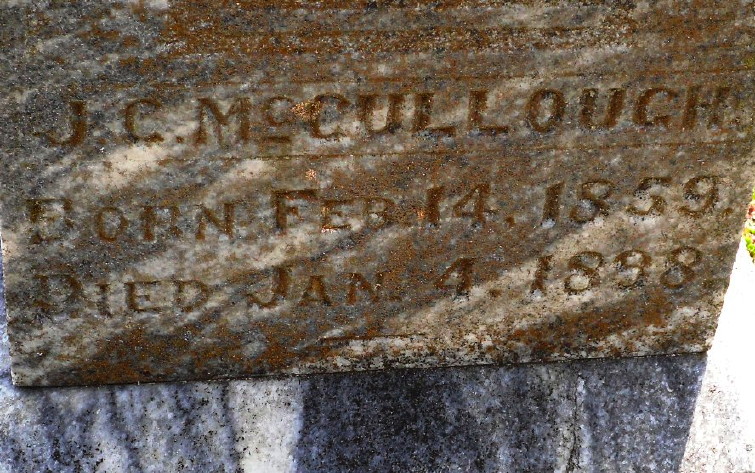 J. C. McCULLOUGH.
BORN FEB. 14, 1859.
DIED JAN. 4, 1898.